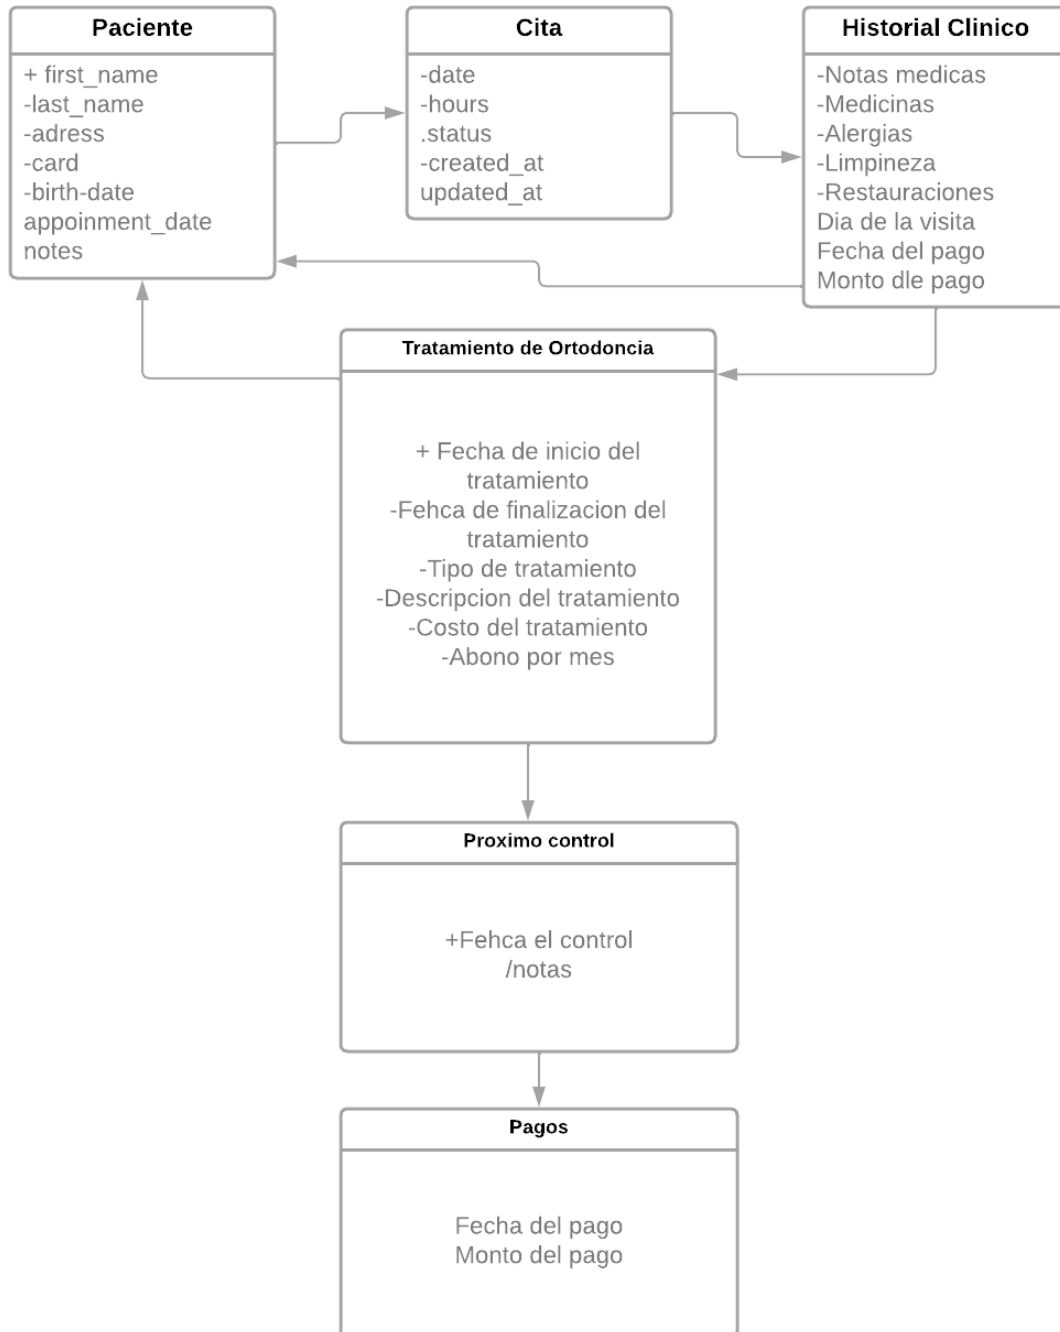 Paciente
+ first_name
-last_name
-adress
-card
-birth-date
appoinment_date
notes
Cita
-date
-hours
.status
-created_at
updated_at
Historial Clinico
-Notas medicas
-Medicinas
-Alergias
-Limpineza
-Restauraciones
Dia de la visita
Fecha del pago
Monto dle pago
Tratamiento de Ortodoncia
+ Fecha de inicio del
tratamiento
-Fehca de finalizacion del
tratamiento
-Tipo de tratamiento
-Descripcion del tratamiento
-Costo del tratamiento
-Abono por mes
Proximo control
+Fehca el control
/notas
Pagos
Fecha del pago
Monto del pago